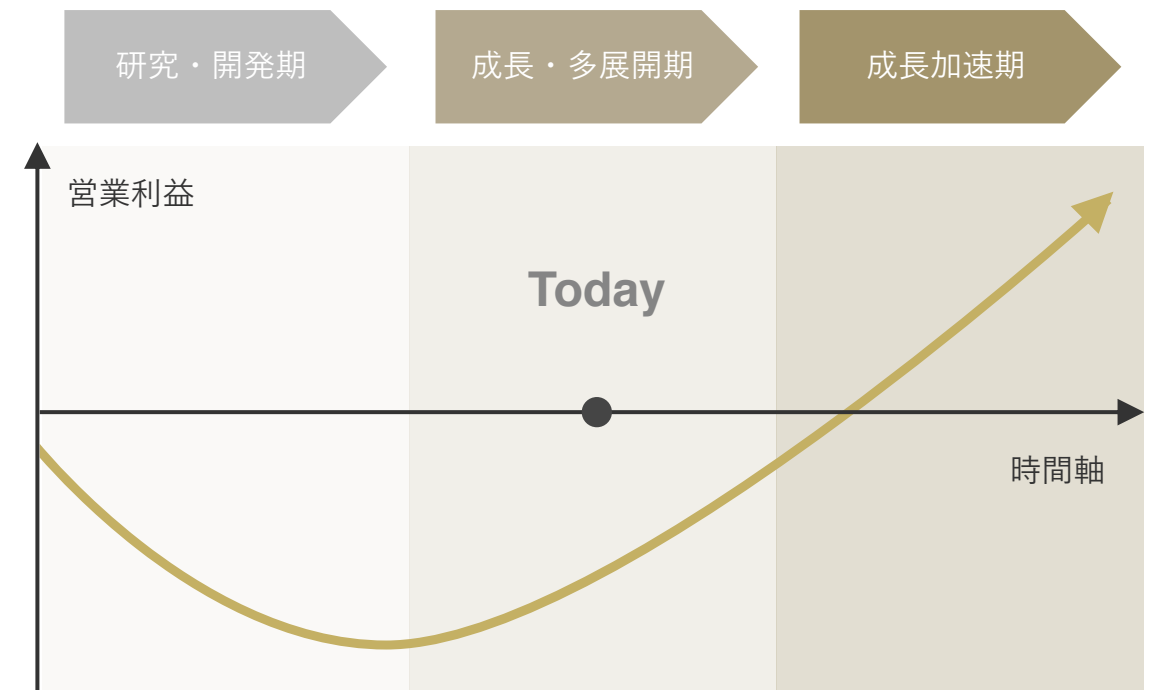 研究・開発期
成長・多展開期
成長加速期
営業利益
Today
時間軸